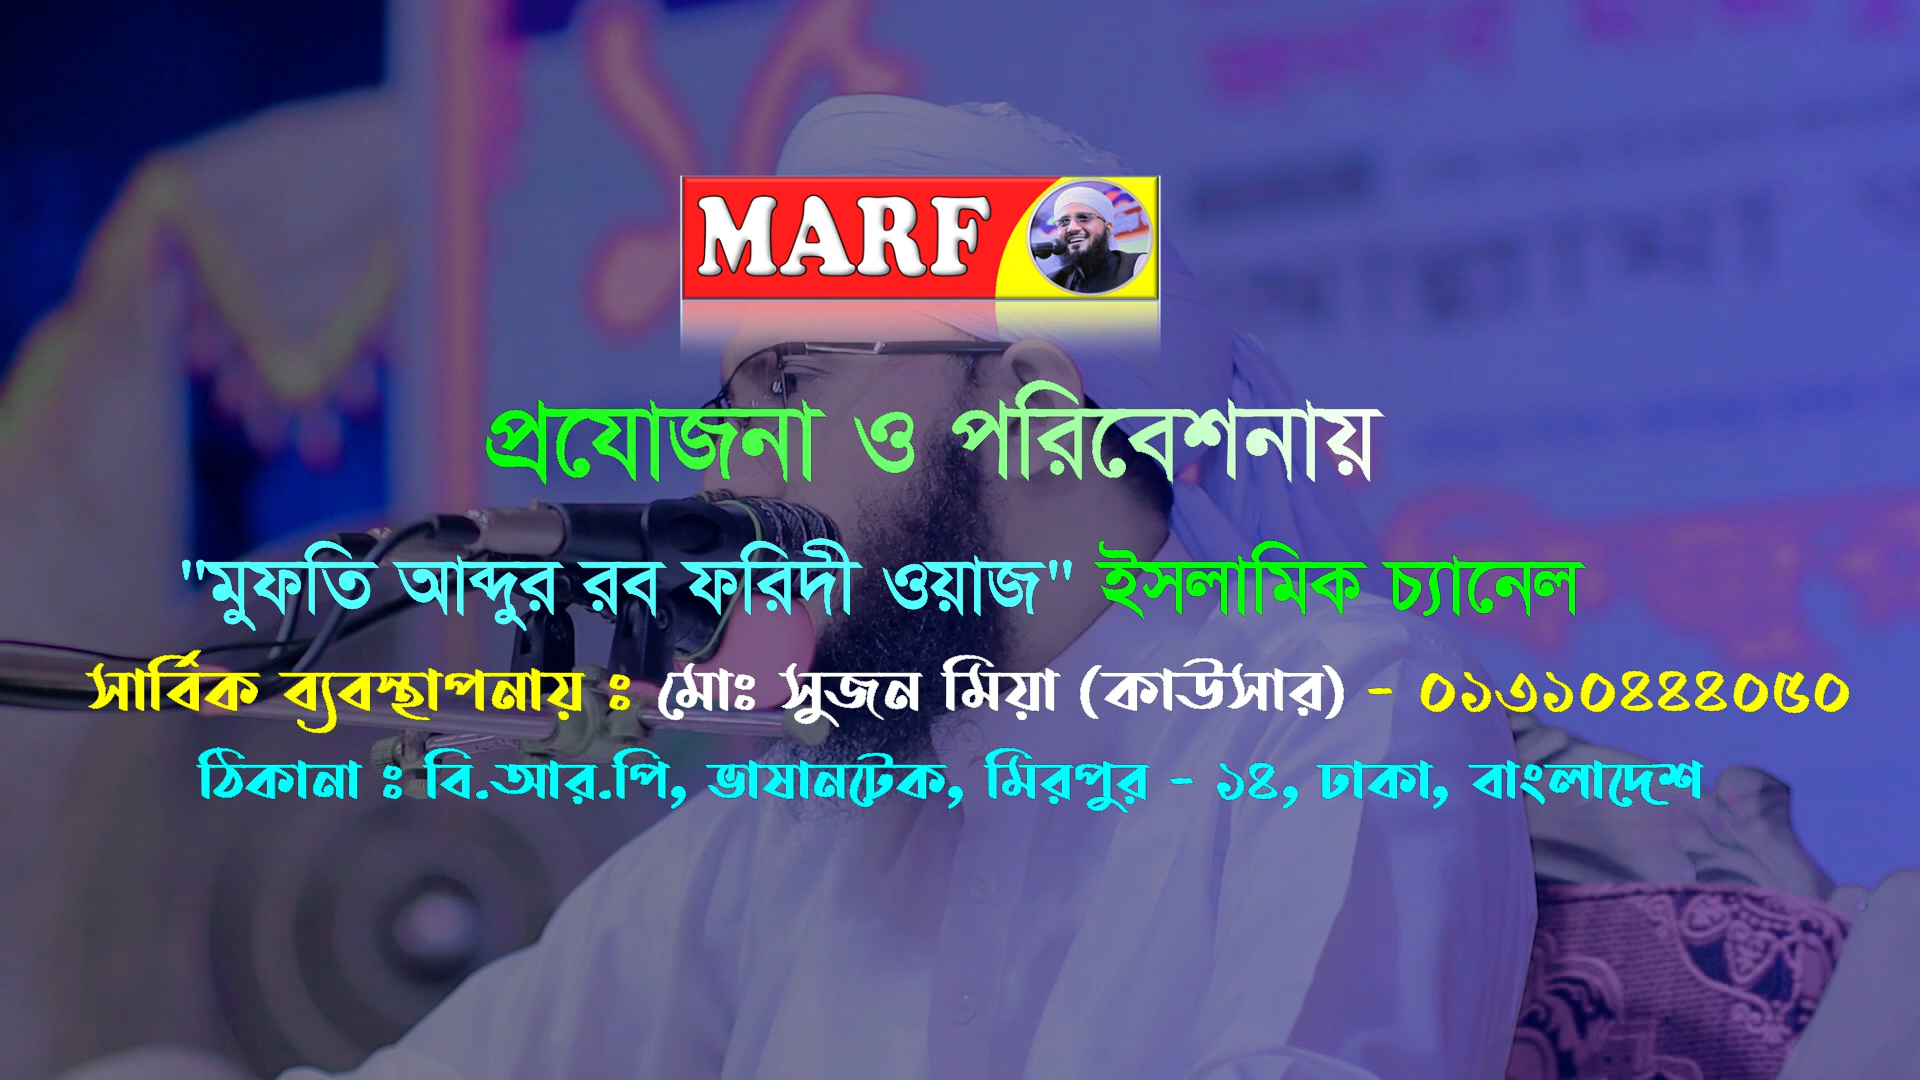 MARF
প্রযোজনা ও পরিবেশনায়
"মুফতি আব্দুর রব ফরিদী ওয়াজ" ইসলামিক চ্যানেল
সার্বিক ব্যবস্থাপনায় ঃ মোঃ সুজন মিয়া (কাউসার) - ০১৩১০৪৪৪০৫০
ঠিকানা ঃ বি.আর.পি, ভাষানটেক, মিরপুর - ১৪, ঢাকা, বাংলাদেশ